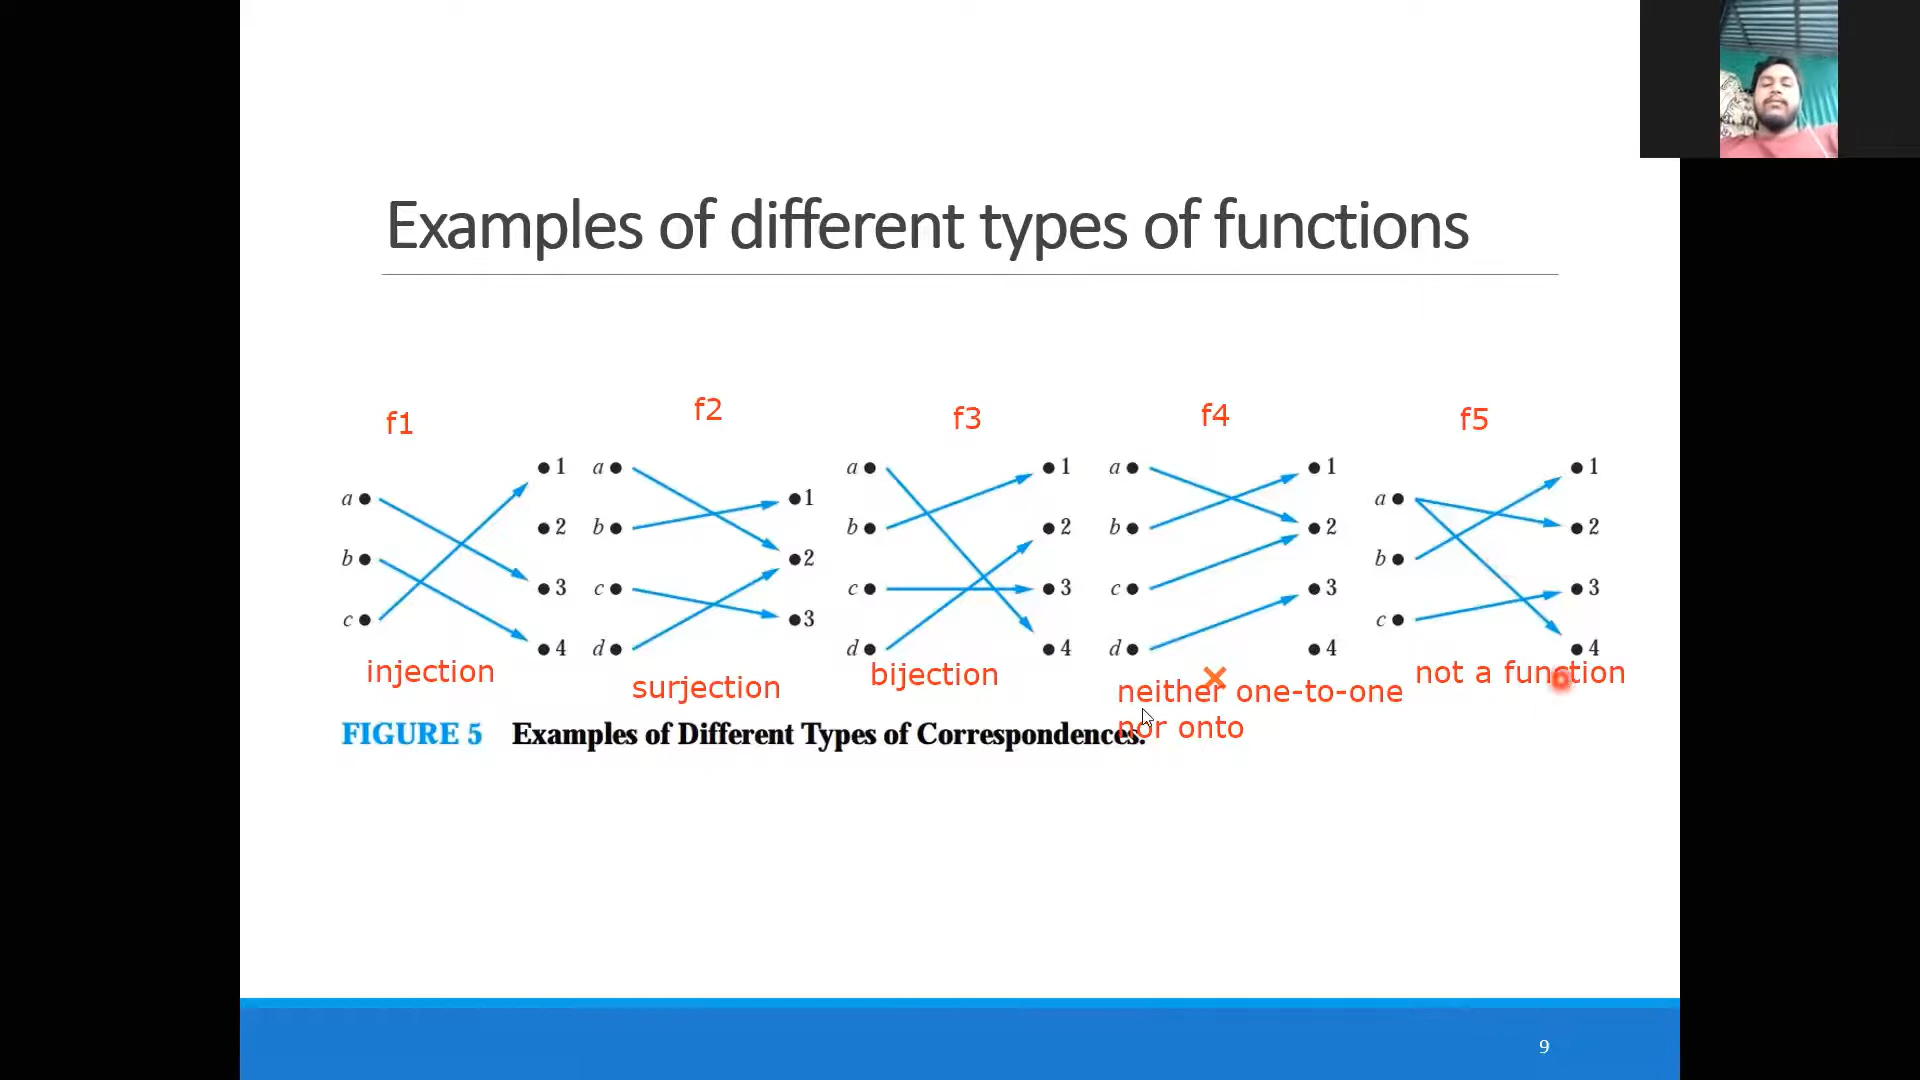 Examples of different types of functions
f1 f2 f3 f4 f5
a b c 1 2 3 4
a b c d 1 2 3
a b c d 1 2 3 4
a b c d 1 2 3 4
a b c 1 2 3 4
injection
surjection
bijection
neither one-to-one
nor onto
not a function
FIGURE 5 Examples of Different Types of Correspondences.
9